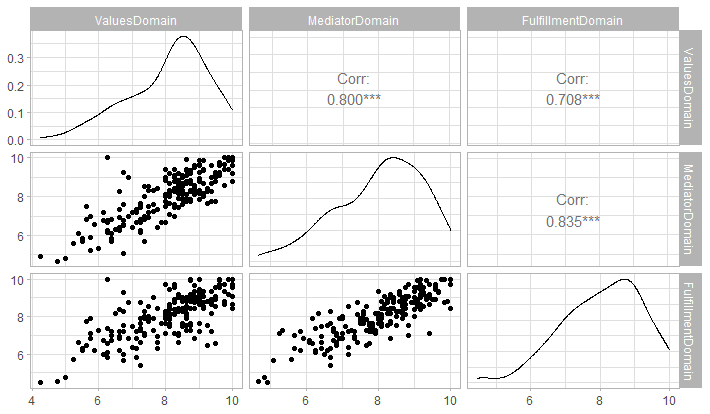 ValuesDomain MediatorDomain FulfillmentDomain
0.3
0.2
0.1
0.0
Corr:
0.800***
Corr:
0.708***
ValuesDomain
10
8
6
Corr:
0.835***
MediatorDomain
10
8
6
FulfillmentDomain
4 6 8 10 6 8 10 6 8 10